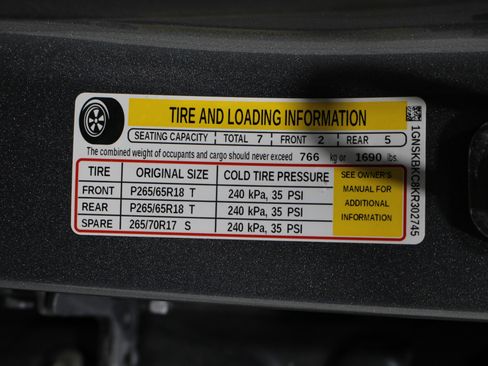 TIRE AND LOADING INFORMATION
SEATING CAPACITY TOTAL 7 FRONT 2 REAR 5
The combined weight of occupants and cargo should never exceed 766 kg or 1690 lbs.
TIRE ORIGINAL SIZE COLD TIRE PRESSURE
FRONT P265/65R18 T 240 kPa, 35 PSI
REAR P265/65R18 T 240 kPa, 35 PSI
SPARE 265/70R17 S 240 kPa, 35 PSI
SEE OWNER'S
MANUAL FOR
ADDITIONAL
INFORMATION
1GNSKBKC8KR302745